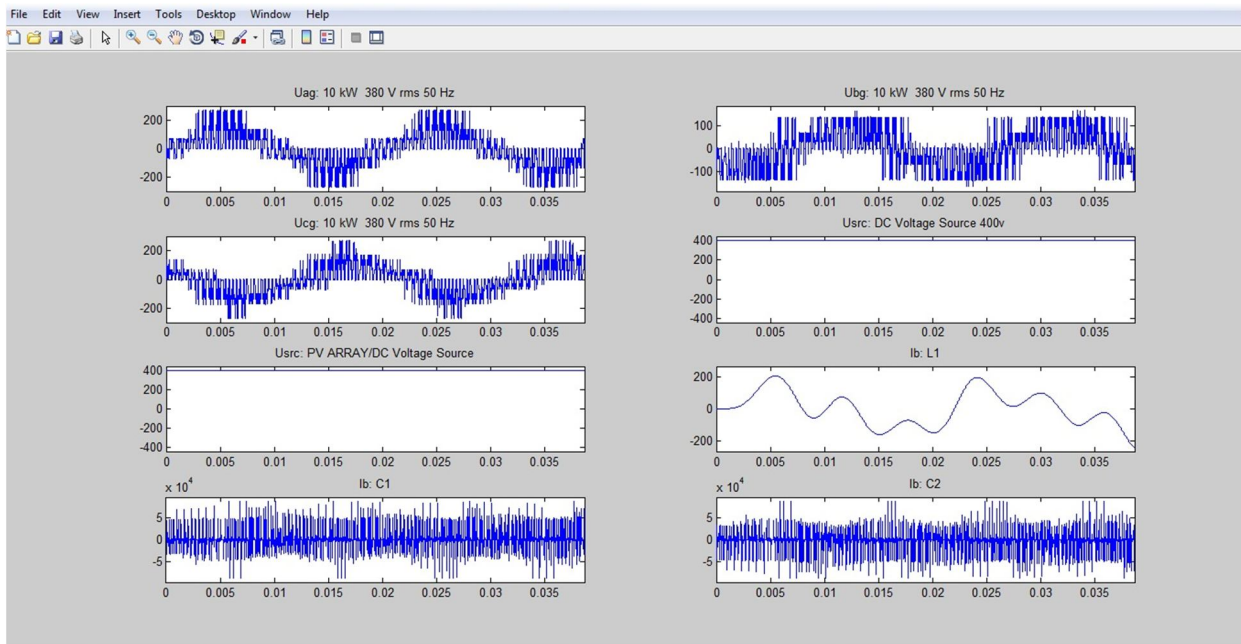 File Edit View Insert Tools Desktop Window Help
Uag: 10 kW 380 V rms 50 Hz
200
0
-200
0 0.005 0.01 0.015 0.02 0.025 0.03 0.035
Ubg: 10 kW 380 V rms 50 Hz
100
0
-100
0 0.005 0.01 0.015 0.02 0.025 0.03 0.035
Ucg: 10 kW 380 V rms 50 Hz
200
0
-200
0 0.005 0.01 0.015 0.02 0.025 0.03 0.035
Usrc: DC Voltage Source 400v
400
200
0
-200
-400
0 0.005 0.01 0.015 0.02 0.025 0.03 0.035
Usrc: PV ARRAY/DC Voltage Source
400
200
0
-200
-400
0 0.005 0.01 0.015 0.02 0.025 0.03 0.035
Ib: L1
200
0
-200
0 0.005 0.01 0.015 0.02 0.025 0.03 0.035
x 10^4
Ib: C1
5
0
-5
0 0.005 0.01 0.015 0.02 0.025 0.03 0.035
x 10^4
Ib: C2
5
0
-5
0 0.005 0.01 0.015 0.02 0.025 0.03 0.035